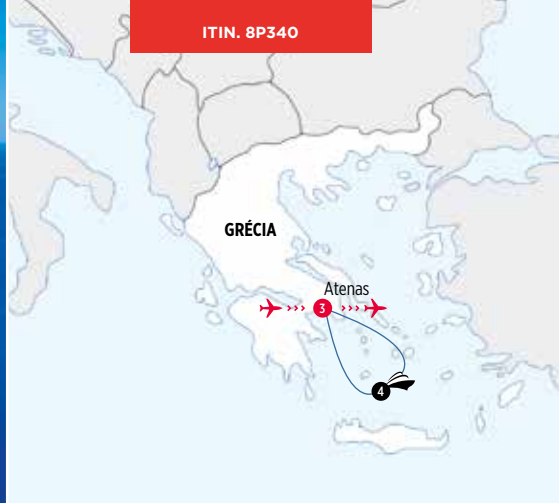 ITIN. 8P340
GRÉCIA
Atenas
3
4